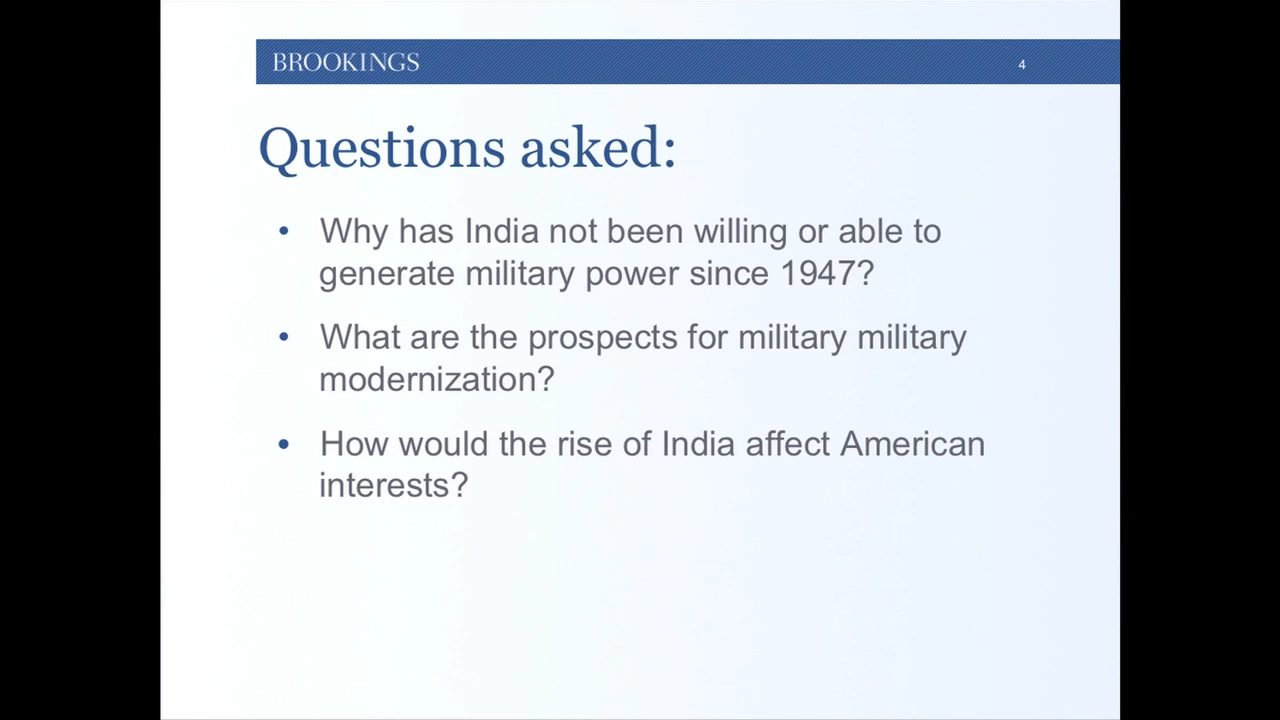 BROOKINGS
4
Questions asked:
• Why has India not been willing or able to
generate military power since 1947?
• What are the prospects for military military
modernization?
• How would the rise of India affect American
interests?